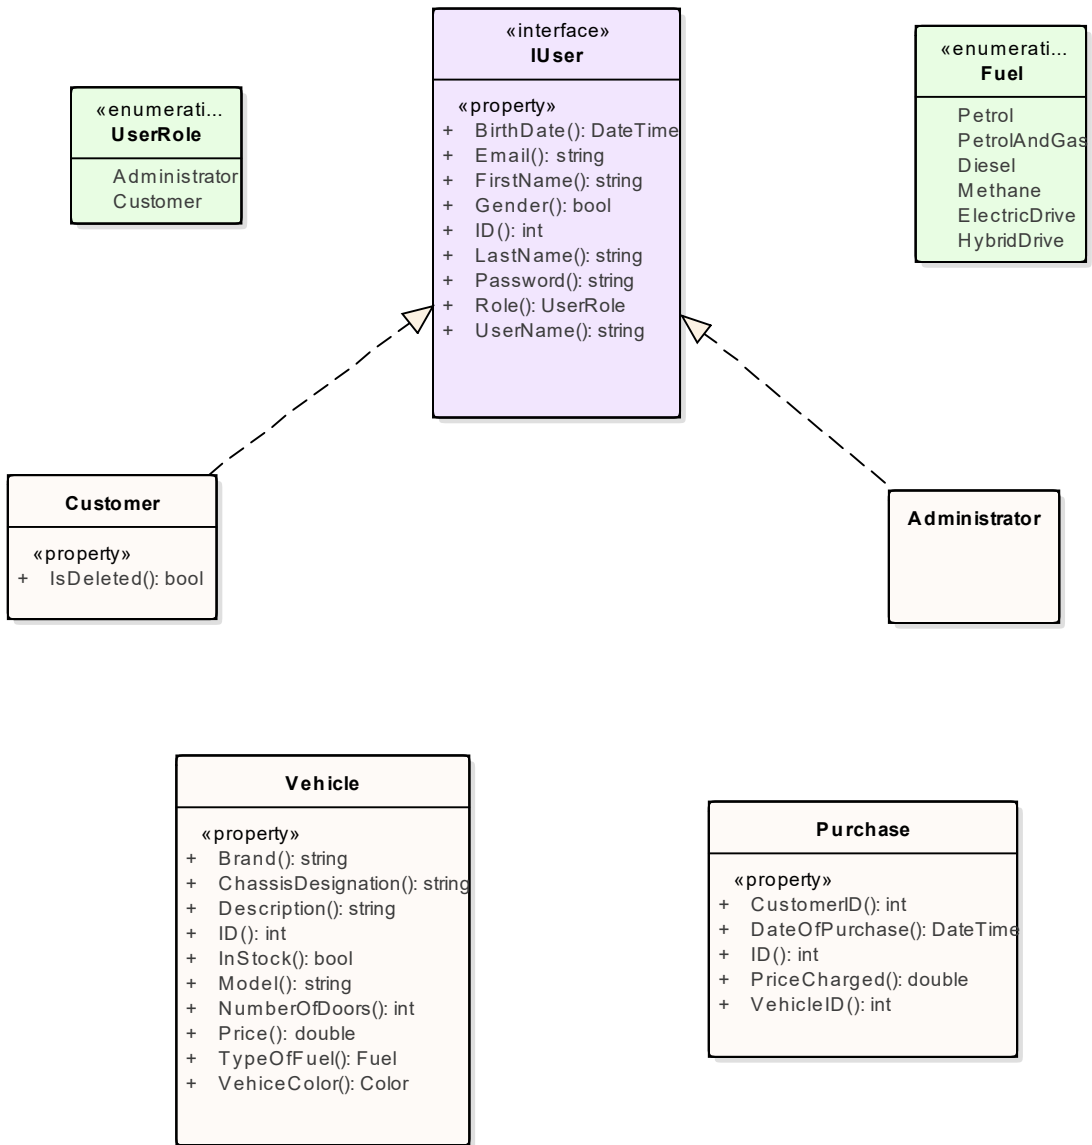 «interface»
IUser
«property»
+ BirthDate(): DateTime
+ Email(): string
+ FirstName(): string
+ Gender(): bool
+ ID(): int
+ LastName(): string
+ Password(): string
+ Role(): UserRole
+ UserName(): string
«enumerati...
UserRole
Administrator
Customer
«enumerati...
Fuel
Petrol
PetrolAndGas
Diesel
Methane
ElectricDrive
HybridDrive
Customer
«property»
+ IsDeleted(): bool
Administrator
Vehicle
«property»
+ Brand(): string
+ ChassisDesignation(): string
+ Description(): string
+ ID(): int
+ InStock(): bool
+ Model(): string
+ NumberOfDoors(): int
+ Price(): double
+ TypeOfFuel(): Fuel
+ VehiceColor(): Color
Purchase
«property»
+ CustomerID(): int
+ DateOfPurchase(): DateTime
+ ID(): int
+ PriceCharged(): double
+ VehicleID(): int